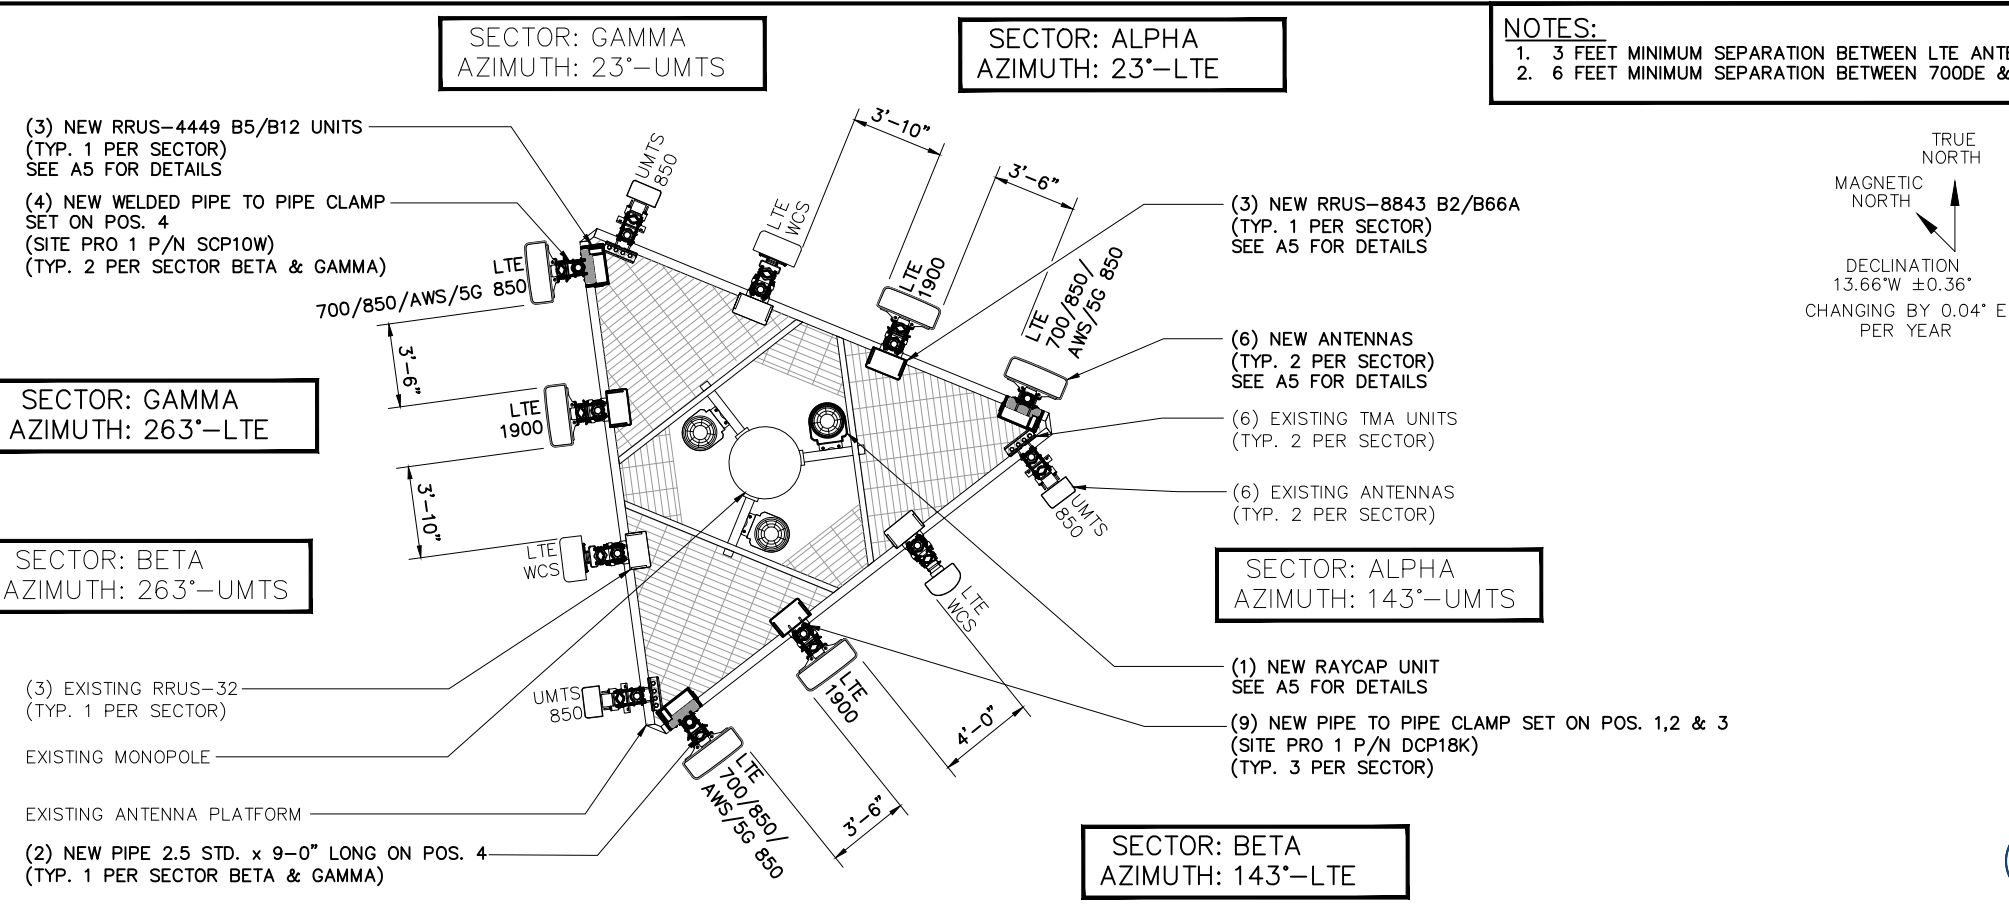 SECTOR: GAMMA
AZIMUTH: 23°-UMTS
SECTOR: ALPHA
AZIMUTH: 23°-LTE
NOTES:
1. 3 FEET MINIMUM SEPARATION BETWEEN LTE
2. 6 FEET MINIMUM SEPARATION BETWEEN 700DE &
TRUE
NORTH
MAGNETIC
NORTH
DECLINATION
13.66°W ±0.36°
CHANGING BY 0.04° E
PER YEAR
(3) NEW RRUS-4449 B5/B12 UNITS
(TYP. 1 PER SECTOR)
SEE A5 FOR DETAILS
(4) NEW WELDED PIPE TO PIPE CLAMP
SET ON POS. 4
(SITE PRO 1 P/N SCP10W)
(TYP. 2 PER SECTOR BETA & GAMMA)
UMTS
850
LTE
WCS
3'-10"
LTE
1900
3'-6"
LTE
700/850/
AWS/5G 850
LTE
700/850/AWS/5G 850
3'-6"
LTE
1900
3'-10"
LTE
WCS
UMTS
850
(3) NEW RRUS-8843 B2/B66A
(TYP. 1 PER SECTOR)
SEE A5 FOR DETAILS
(6) NEW ANTENNAS
(TYP. 2 PER SECTOR)
SEE A5 FOR DETAILS
(6) EXISTING TMA UNITS
(TYP. 2 PER SECTOR)
(6) EXISTING ANTENNAS
(TYP. 2 PER SECTOR)
UMTS
850
SECTOR: GAMMA
AZIMUTH: 263°-LTE
SECTOR: BETA
AZIMUTH: 263°-UMTS
SECTOR: ALPHA
AZIMUTH: 143°-UMTS
LTE
WCS
4'-0"
LTE
1900
3'-6"
LTE
700/850/
AWS/5G 850
(3) EXISTING RRUS-32
(TYP. 1 PER SECTOR)
EXISTING MONOPOLE
EXISTING ANTENNA PLATFORM
(2) NEW PIPE 2.5 STD. x 9-0" LONG ON POS. 4
(TYP. 1 PER SECTOR BETA & GAMMA)
(1) NEW RAYCAP UNIT
SEE A5 FOR DETAILS
(9) NEW PIPE TO PIPE CLAMP SET ON POS. 1,2 & 3
(SITE PRO 1 P/N DCP18K)
(TYP. 3 PER SECTOR)
SECTOR: BETA
AZIMUTH: 143°-LTE